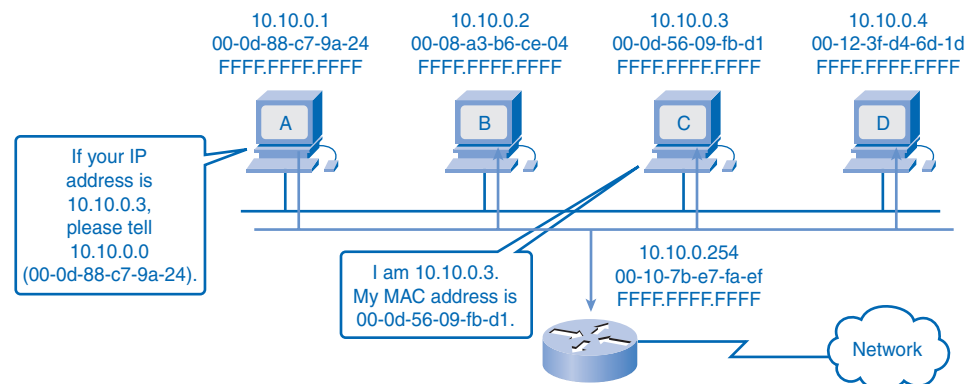 10.10.0.1
00-0d-88-c7-9a-24
FFFF.FFFF.FFFF
10.10.0.2
00-08-a3-b6-ce-04
FFFF.FFFF.FFFF
10.10.0.3
00-0d-56-09-fb-d1
FFFF.FFFF.FFFF
10.10.0.4
00-12-3f-d4-6d-1d
FFFF.FFFF.FFFF
A
B
C
D
If your IP
address is
10.10.0.3,
please tell
10.10.0.0
(00-0d-88-c7-9a-24).
I am 10.10.0.3.
My MAC address is
00-0d-56-09-fb-d1.
10.10.0.254
00-10-7b-e7-fa-ef
FFFF.FFFF.FFFF
Network